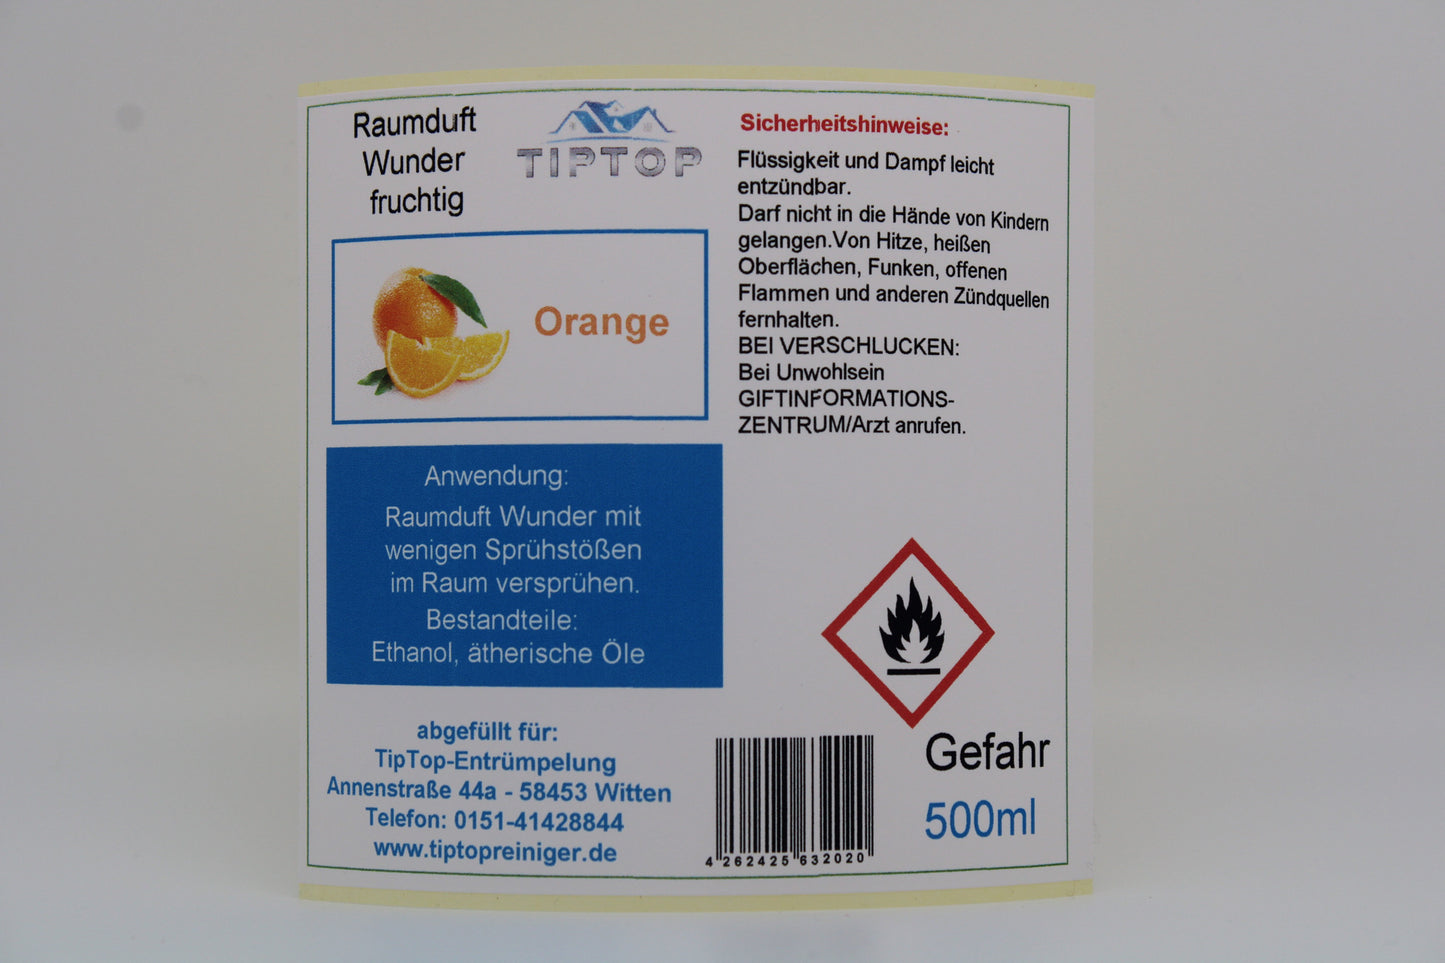 Raumduft
Wunder
fruchtig
TIPTOP
Orange
Anwendung:
Raumduft Wunder mit
wenigen Sprühstößen
im Raum versprühen.
Bestandteile:
Ethanol, ätherische Öle
abgefüllt für:
TipTop-Entrümpelung
Annenstraße 44a - 58453 Witten
Telefon: 0151-41428844
www.tiptopreiniger.de
Sicherheitshinweise:
Flüssigkeit und Dampf leicht
entzündbar.
Darf nicht in die Hände von Kindern
gelangen.Von Hitze, heißen
Oberflächen, Funken, offenen
Flammen und anderen Zündquellen
fernhalten.
BEI VERSCHLUCKEN:
Bei Unwohlsein
GIFTINFORMATIONS-
ZENTRUM/Arzt anrufen.
Gefahr
500ml
4 262425 632020